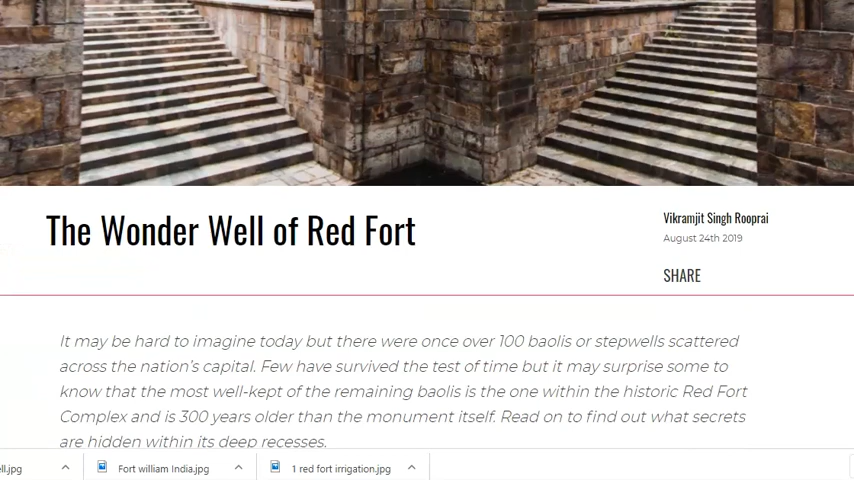 The Wonder Well of Red Fort
Vikramjit Singh Rooprai
August 24th 2019
SHARE
It may be hard to imagine today but there were once over 100 baolis or stepwells scattered
across the nation's capital. Few have survived the test of time but it may surprise some to
know that the most well-kept of the remaining baolis is the one within the historic Red Fort
Complex and is 300 years older than the monument itself. Read on to find out what secrets
are hidden within its deep recesses.
ll.jpg
Fort william India.jpg
1 red fort irrigation.jpg